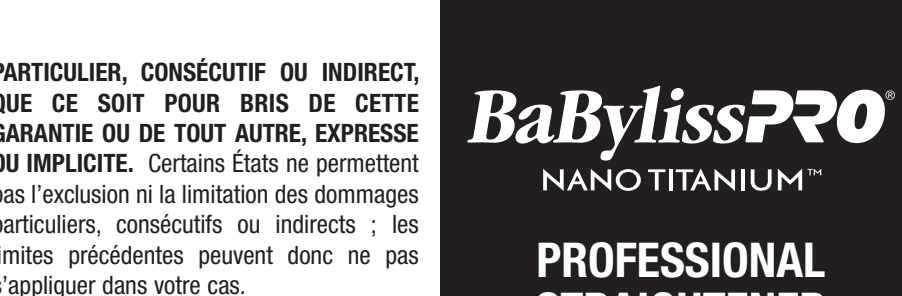 PARTICULIER, CONSÉCUTIF OU INDIRECT,
QUE CE SOIT POUR BRIS DE CETTE
GARANTIE OU DE TOUT AUTRE, EXPRESSE
OU IMPLICITE. Certains États ne permettent
pas l’exclusion ni la limitation des dommages
particuliers, consécutifs ou indirects ; les
limites précédentes peuvent donc ne pas
s’appliquer dans votre cas.
BaBylissPRO®
NANO TITANIUM™
PROFESSIONAL
STRAIGHTENER